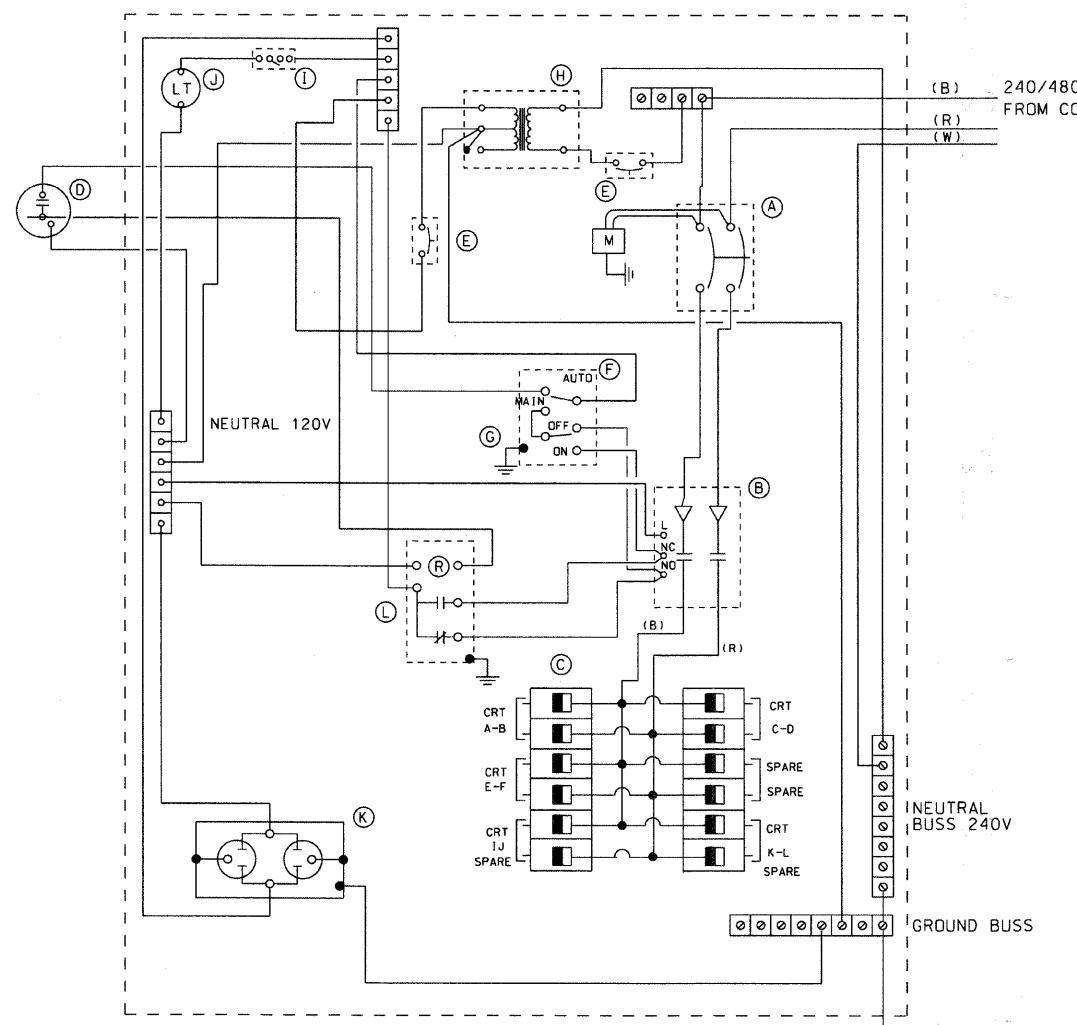 LT
J
I
H
(B)
240/480
FROM CO
(R)
(W)
D
E
A
E
M
F
AUTO
MAIN
NEUTRAL 120V
OFF
G
ON
B
L
NC
NO
R
L
(B)
(R)
C
CRT
A-B
CRT
C-D
CRT
E-F
SPARE
SPARE
CRT
IJ
SPARE
CRT
K-L
SPARE
NEUTRAL
BUSS 240V
K
GROUND BUSS